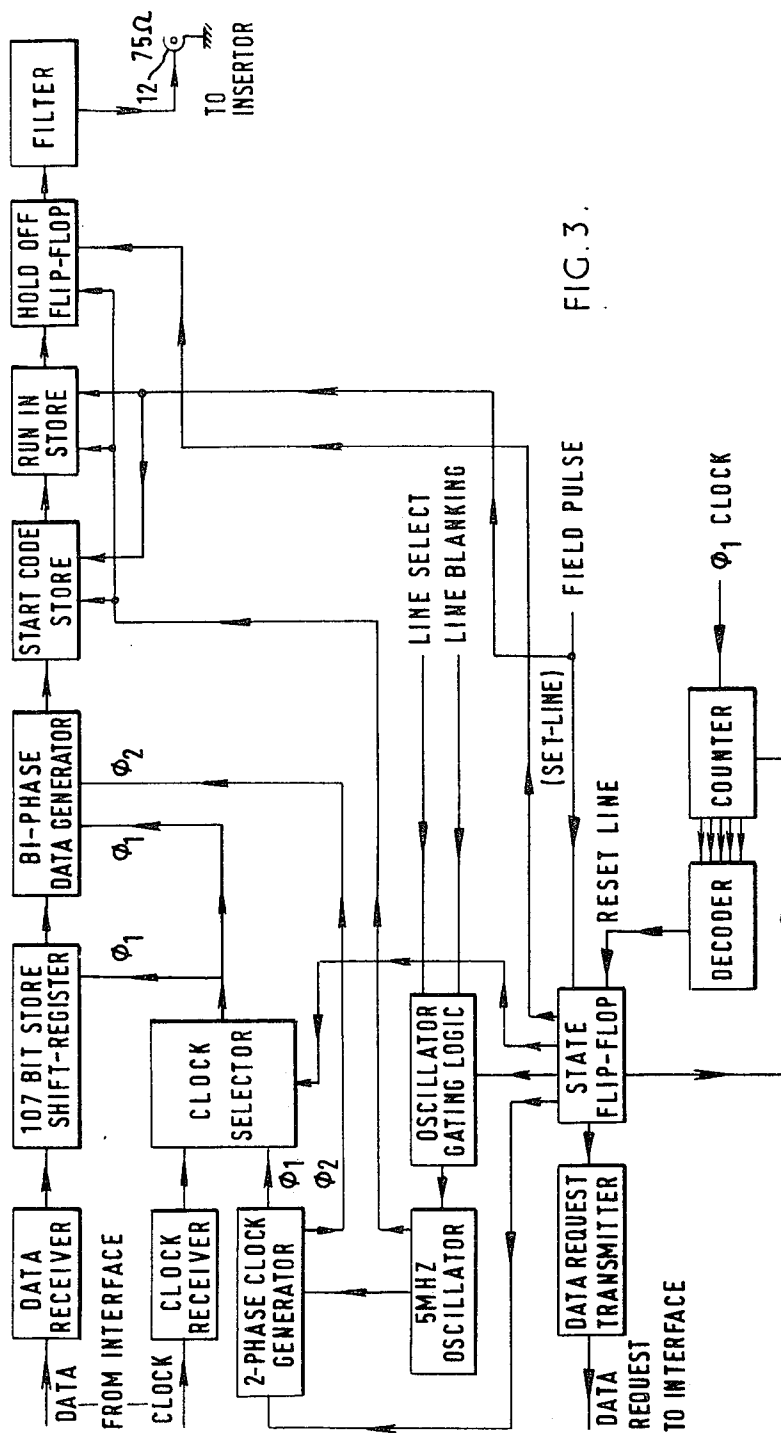 DATA
FROM INTERFACE
CLOCK
DATA
RECEIVER
107 BIT STORE
SHIFT-REGISTER
BI-PHASE
DATA GENERATOR
START CODE
STORE
RUN IN
STORE
HOLD OFF
FLIP-FLOP
FILTER
12
75Ω
TO
INSERTOR
CLOCK
RECEIVER
CLOCK
SELECTOR
Φ1
Φ1
Φ2
2-PHASE CLOCK
GENERATOR
Φ1
Φ2
5MHZ
OSCILLATOR
OSCILLATOR
GATING LOGIC
LINE SELECT
LINE BLANKING
DATA
REQUEST
TO INTERFACE
DATA REQUEST
TRANSMITTER
STATE
FLIP-FLOP
RESET LINE
(SET-LINE)
FIELD PULSE
DECODER
COUNTER
Φ1 CLOCK
FIG. 3.